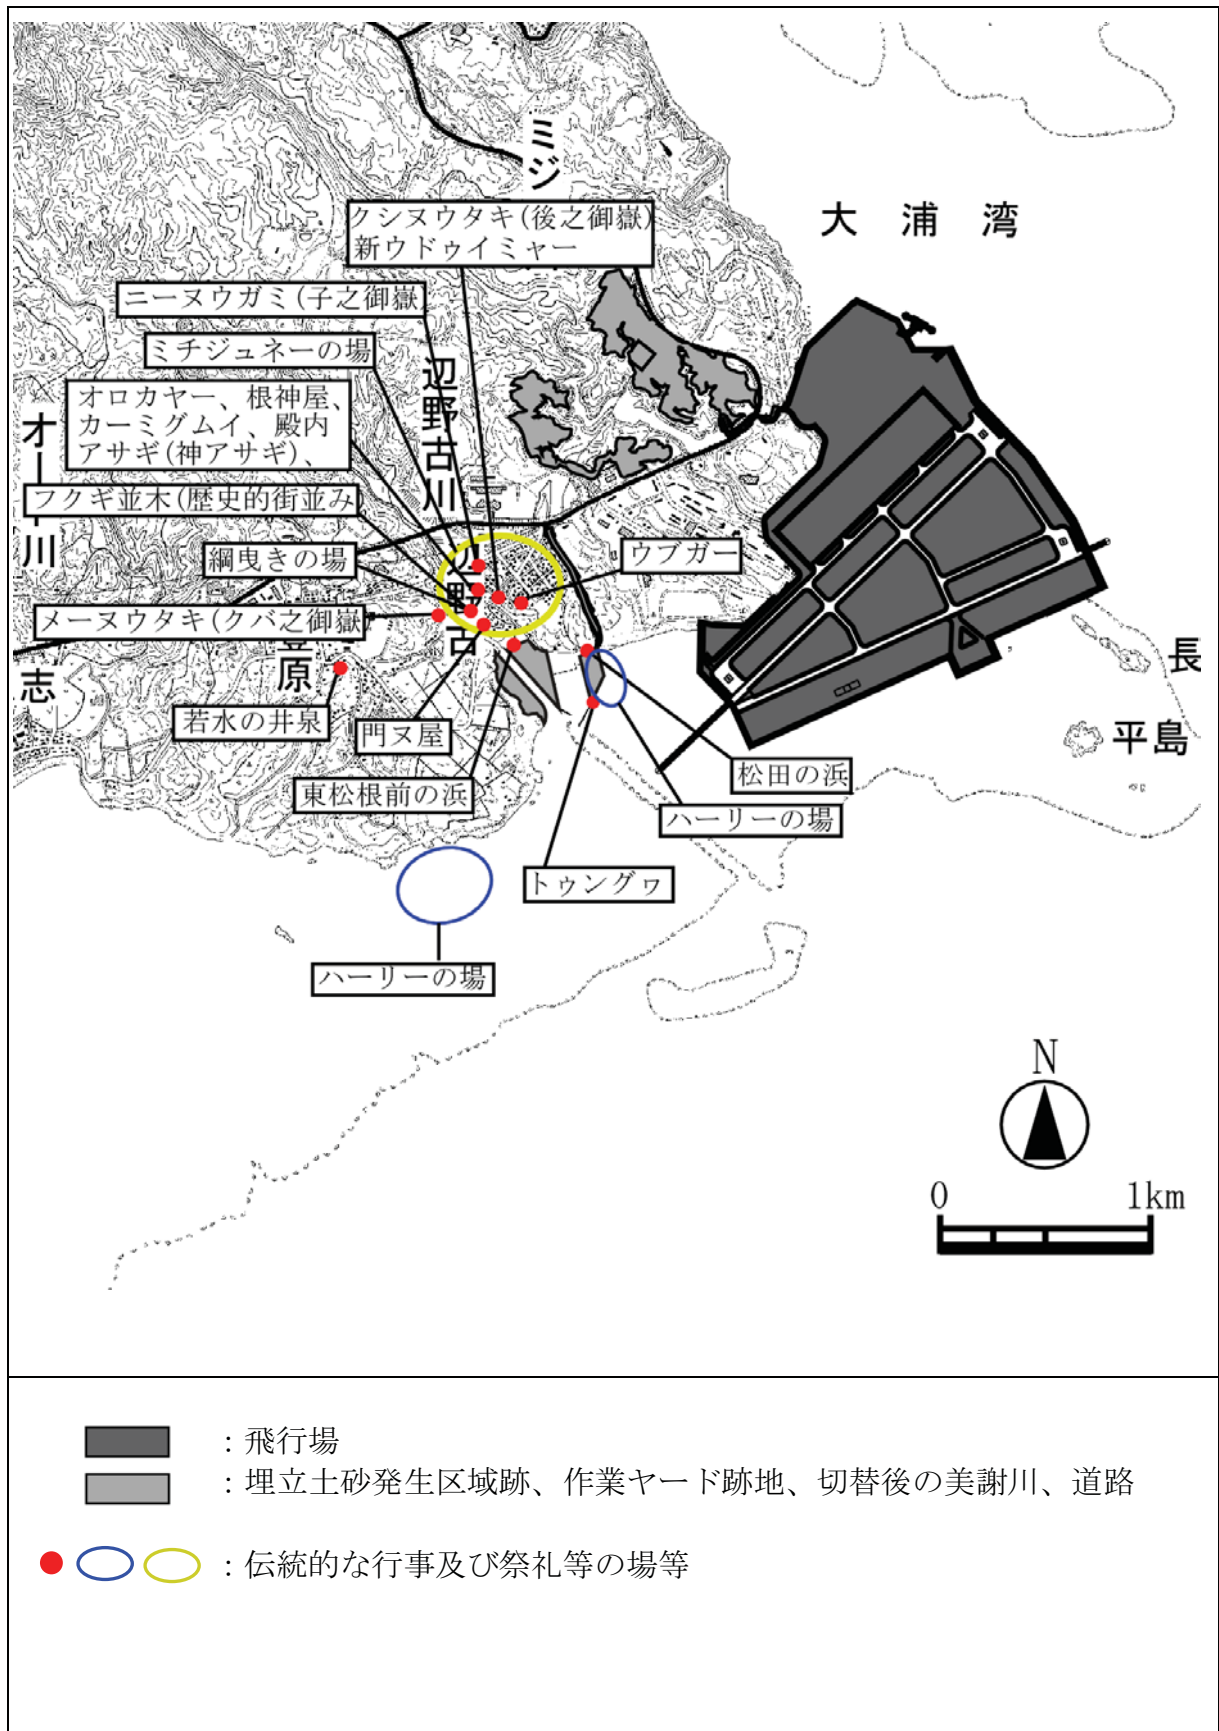 ミジ
大浦湾
クシヌウタキ(後之御嶽)
新ウドゥイミャー
ニーヌウガミ(子之御嶽
ミチジュネーの場
辺野古川
オロカヤー、根神屋、
カーミグムイ、殿内
アサギ(神アサギ)、
オー川
フクギ並木(歴史的街並み
綱曳きの場
ウブガー
辺野古
メーヌウタキ(クバ之御嶽
原
志
長
若水の井泉
門ヌ屋
平島
東松根前の浜
松田の浜
ハーリーの場
トゥングヮ
ハーリーの場
N
0 1km
:飛行場
:埋立土砂発生区域跡、作業ヤード跡地、切替後の美謝川、道路
:伝統的な行事及び祭礼等の場等